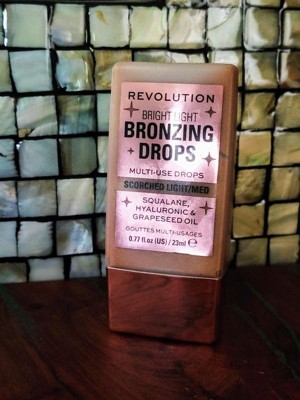 REVOLUTION
BRIGHT LIGHT
BRONZING
DROPS
MULTI-USE DROPS
SCORCHED LIGHT/MED
SQUALANE,
HYALURONIC &
GRAPESEED OIL
GOUTTES MULTI-USAGES
0.77 fl.oz (US) / 23ml ℮